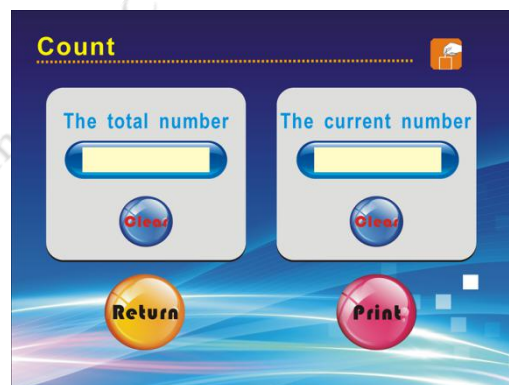 Count
The total number
The current number
Clear
Clear
Return
Print